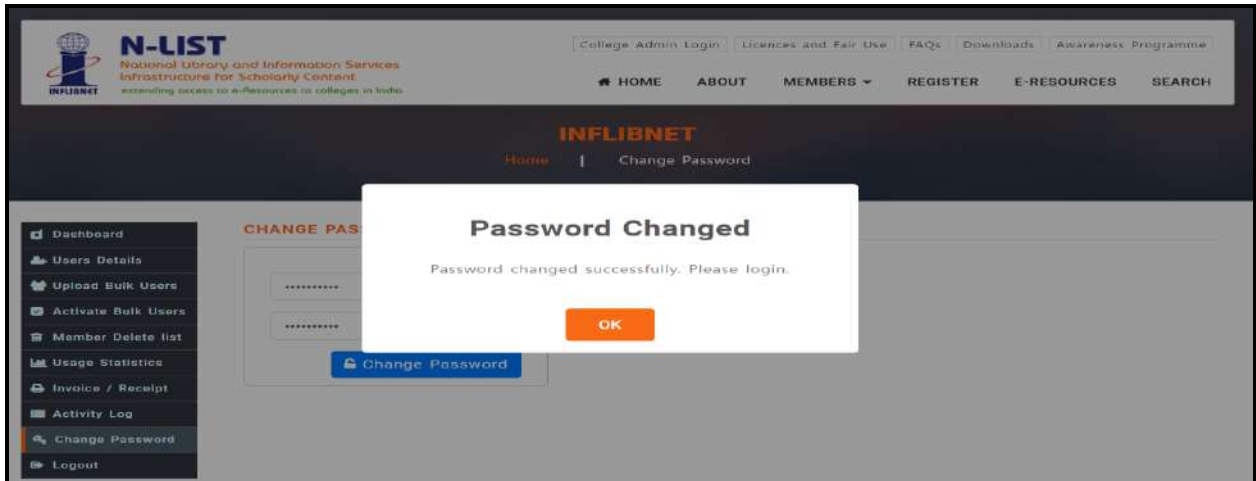 N-LIST
National Library and Information Services
Infrastructure for Scholarly Content
extending access to e-Resources to colleges in India
INFLIBNET
College Admin Login Licences and Fair Use FAQs Downloads Awareness Programme
HOME ABOUT MEMBERS REGISTER E-RESOURCES SEARCH
INFLIBNET
Home | Change Password
Dashboard
Users Details
Upload Bulk Users
Activate Bulk Users
Member Delete list
Usage Statistics
Invoice / Receipt
Activity Log
Change Password
Logout
CHANGE PAS
••••••••••
••••••••••
Change Password
Password Changed
Password changed successfully. Please login.
OK